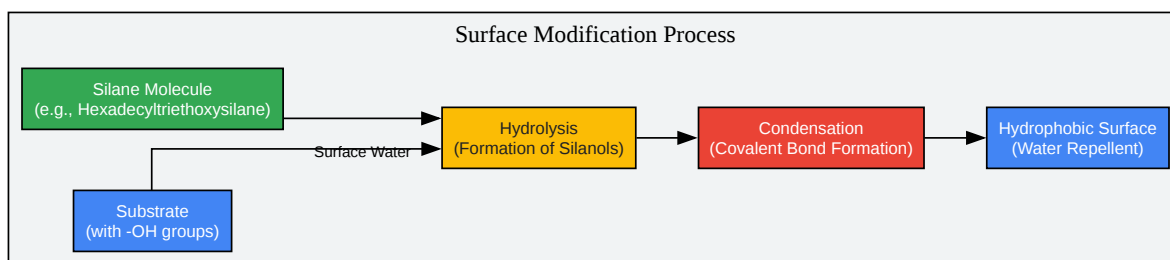 Surface Modification Process
Silane Molecule
(e.g., Hexadecyltriethoxysilane)
Hydrolysis
(Formation of Silanols)
Condensation
(Covalent Bond Formation)
Hydrophobic Surface
(Water Repellent)
Surface Water
Substrate
(with -OH groups)